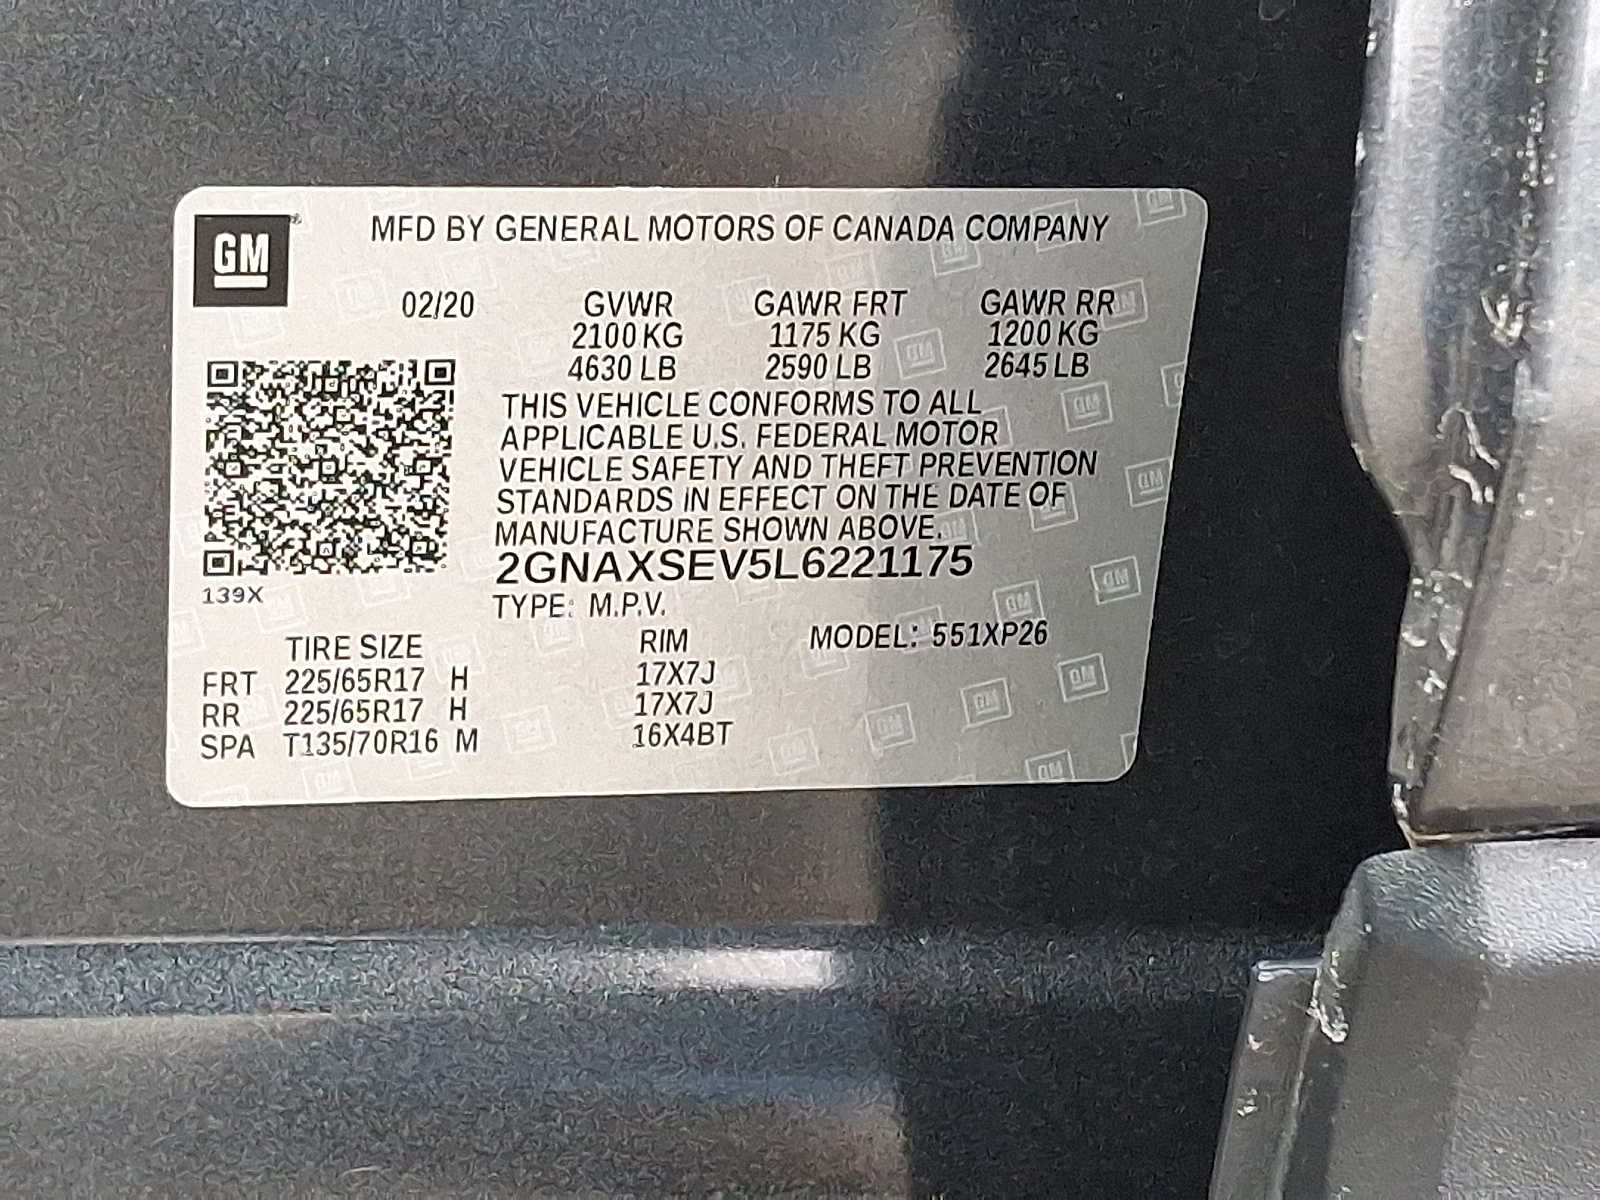 GM
MFD BY GENERAL MOTORS OF CANADA COMPANY
02/20 GVWR GAWR FRT GAWR RR
2100 KG 1175 KG 1200 KG
4630 LB 2590 LB 2645 LB
THIS VEHICLE CONFORMS TO ALL
APPLICABLE U.S. FEDERAL MOTOR
VEHICLE SAFETY AND THEFT PREVENTION
STANDARDS IN EFFECT ON THE DATE OF
MANUFACTURE SHOWN ABOVE.
2GNAXSEV5L6221175
139X
TYPE: M.P.V.
TIRE SIZE RIM MODEL: 551XP26
FRT 225/65R17 H 17X7J
RR 225/65R17 H 17X7J
SPA T135/70R16 M 16X4BT